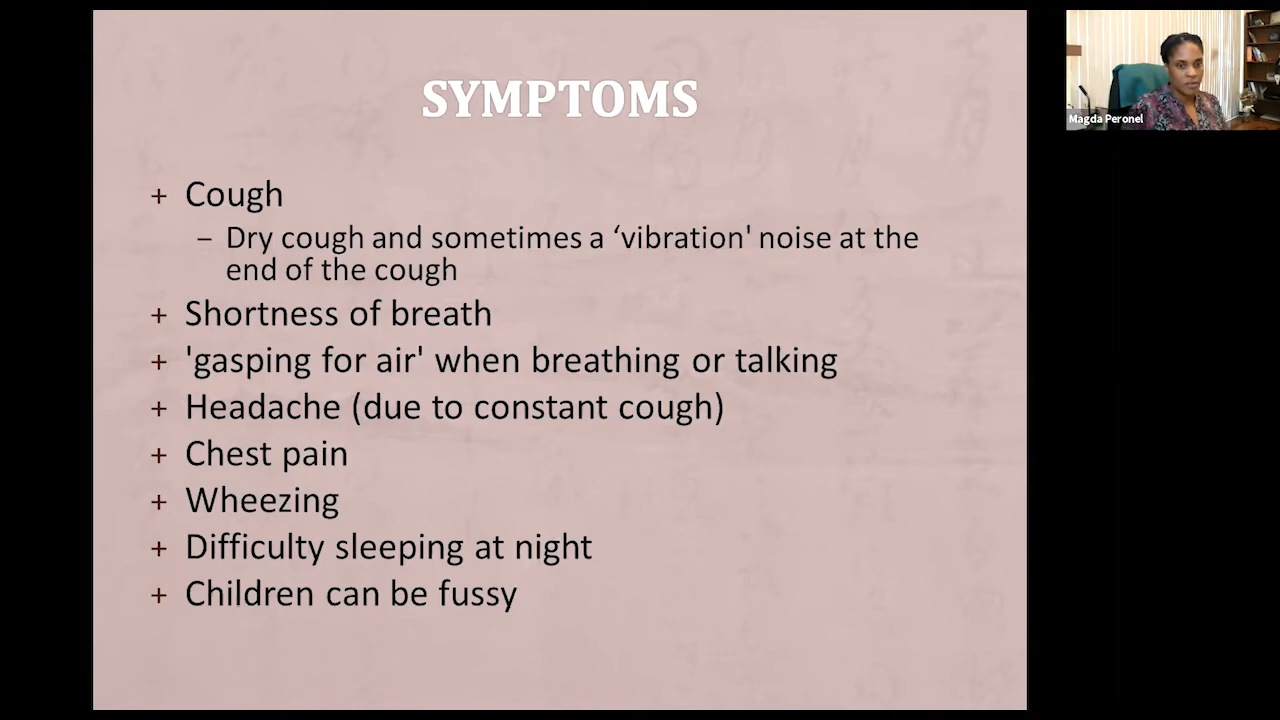 SYMPTOMS
+ Cough
– Dry cough and sometimes a ‘vibration' noise at the
end of the cough
+ Shortness of breath
+ 'gasping for air' when breathing or talking
+ Headache (due to constant cough)
+ Chest pain
+ Wheezing
+ Difficulty sleeping at night
+ Children can be fussy
Magda Peronel